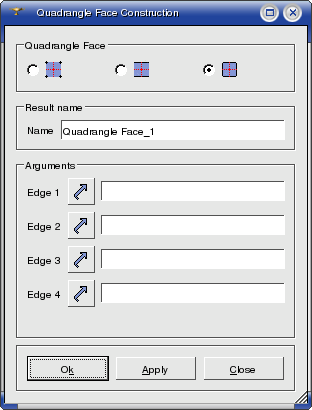 Quadrangle Face Construction
Quadrangle Face
Result name
Name Quadrangle Face_1
Arguments
Edge 1
Edge 2
Edge 3
Edge 4
Ok Apply Close